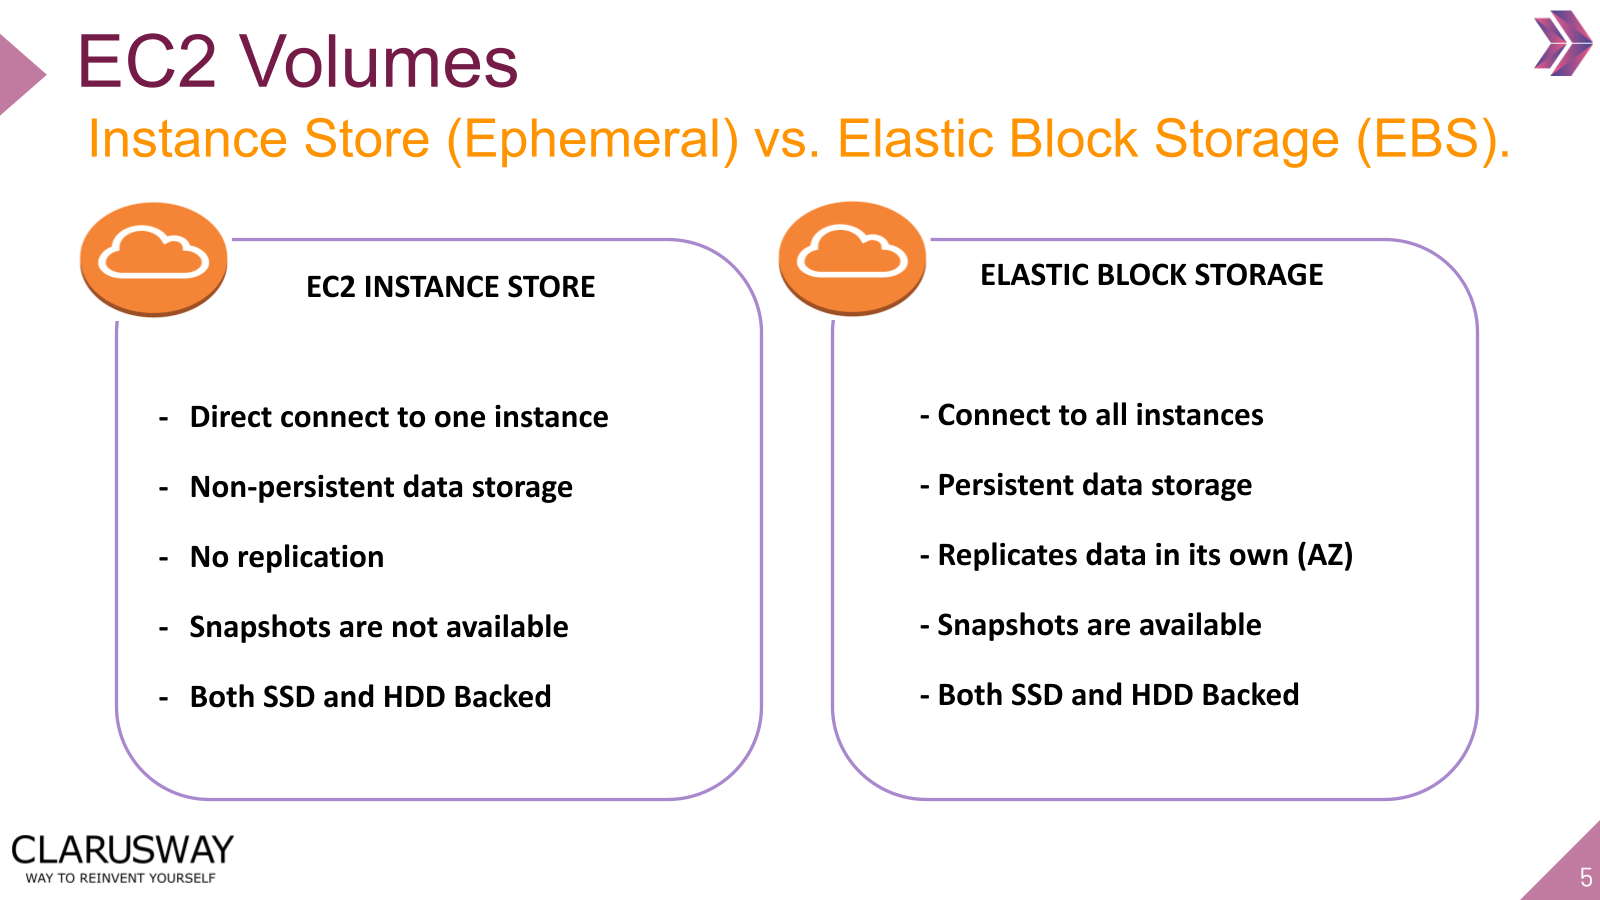 EC2 Volumes
Instance Store (Ephemeral) vs. Elastic Block Storage (EBS).
EC2 INSTANCE STORE
- Direct connect to one instance
- Non-persistent data storage
- No replication
- Snapshots are not available
- Both SSD and HDD Backed
ELASTIC BLOCK STORAGE
- Connect to all instances
- Persistent data storage
- Replicates data in its own (AZ)
- Snapshots are available
- Both SSD and HDD Backed
CLARUSWAY
WAY TO REINVENT YOURSELF
5